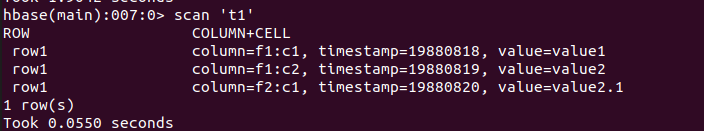 Took 1.9042 seconds
hbase(main):007:0> scan 't1'
ROW COLUMN+CELL
row1 column=f1:c1, timestamp=19880818, value=value1
row1 column=f1:c2, timestamp=19880819, value=value2
row1 column=f2:c1, timestamp=19880820, value=value2.1
1 row(s)
Took 0.0550 seconds